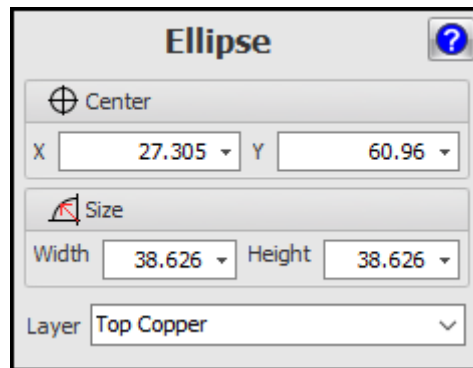 Ellipse ?
Center
X 27.305 Y 60.96
Size
Width 38.626 Height 38.626
Layer Top Copper